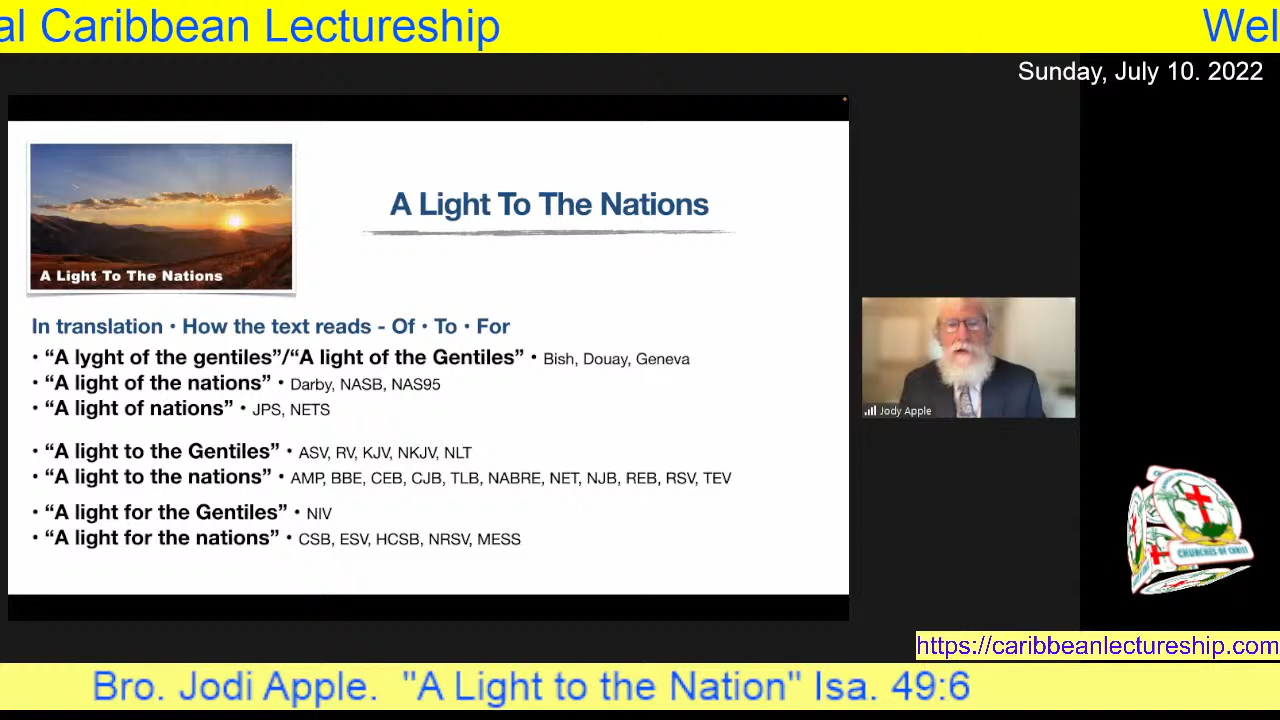 al Caribbean Lectureship Wel
Sunday, July 10. 2022
A Light To The Nations
A Light To The Nations
In translation • How the text reads - Of • To • For
• “A lyght of the gentiles”/“A light of the Gentiles” • Bish, Douay, Geneva
• “A light of the nations” • Darby, NASB, NAS95
• “A light of nations” • JPS, NETS
• “A light to the Gentiles” • ASV, RV, KJV, NKJV, NLT
• “A light to the nations” • AMP, BBE, CEB, CJB, TLB, NABRE, NET, NJB, REB, RSV, TEV
• “A light for the Gentiles” • NIV
• “A light for the nations” • CSB, ESV, HCSB, NRSV, MESS
Jody Apple
CHURCHES OF CHRIST
https://caribbeanlectureship.com
Bro. Jodi Apple. "A Light to the Nation" Isa. 49:6